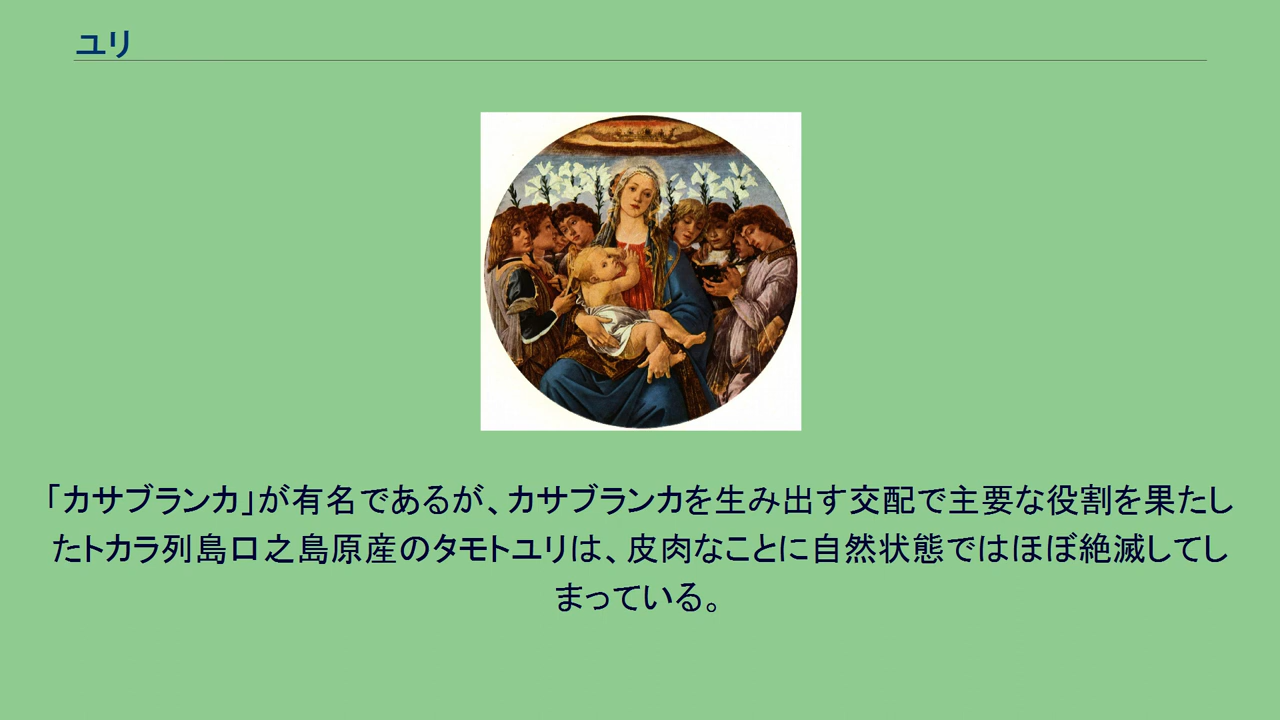 ユリ
「カサブランカ」が有名であるが、カサブランカを生み出す交配で主要な役割を果たし
たトカラ列島口之島原産のタモトユリは、皮肉なことに自然状態ではほぼ絶滅してし
まっている。